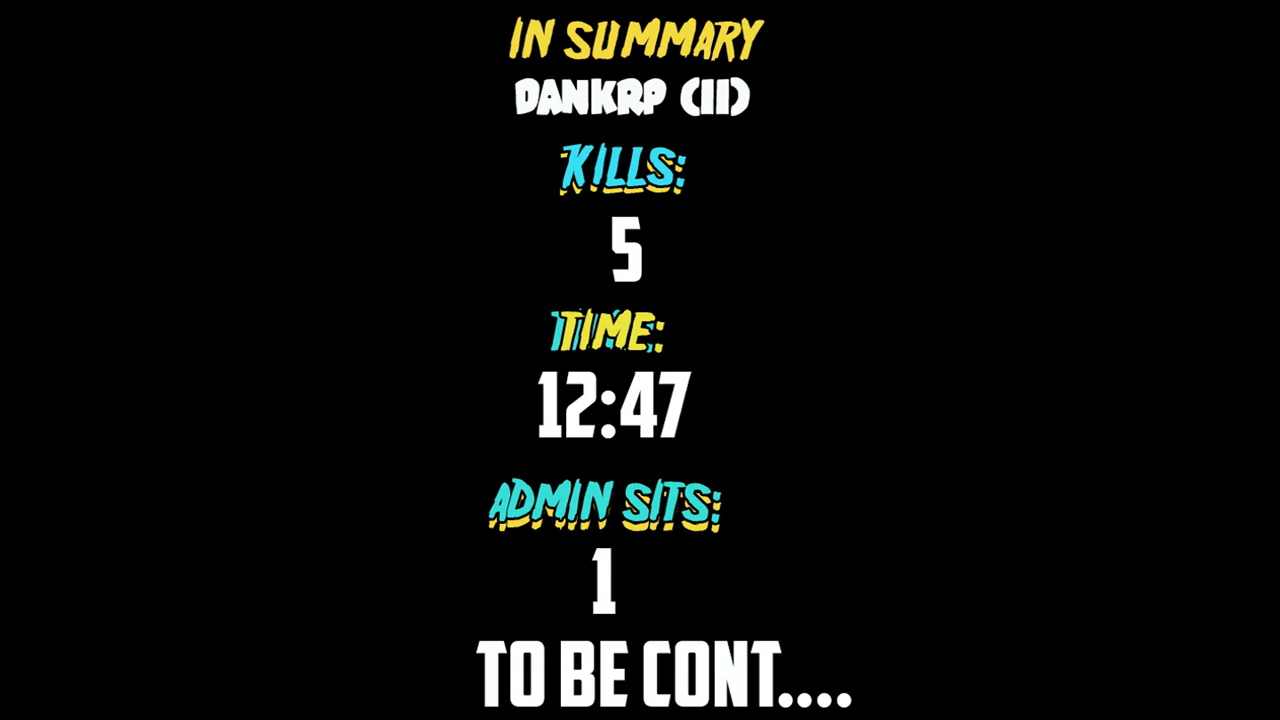 IN SUMMARY
DANKRP (II)
KILLS:
5
TIME:
12:47
ADMIN SITS:
1
TO BE CONT....